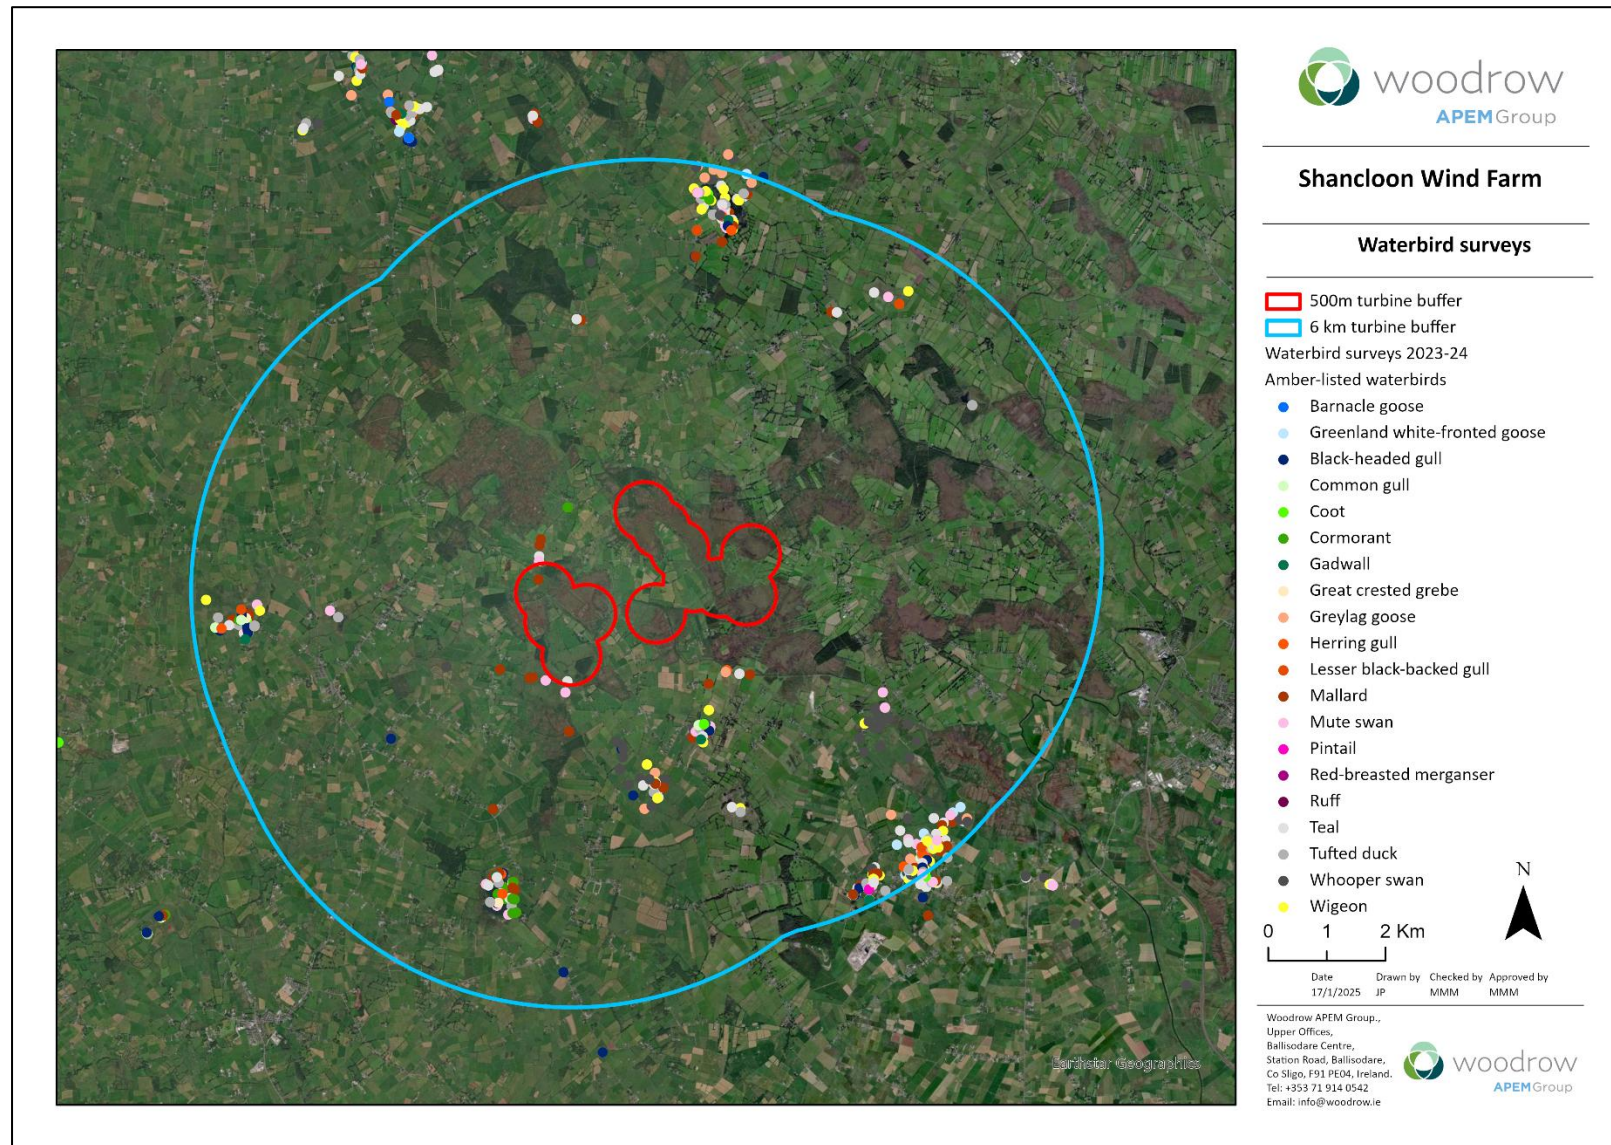 woodrow
APEMGroup
Shancloon Wind Farm
Waterbird surveys
500m turbine buffer
6 km turbine buffer
Waterbird surveys 2023-24
Amber-listed waterbirds
Barnacle goose
Greenland white-fronted goose
Black-headed gull
Common gull
Coot
Cormorant
Gadwall
Great crested grebe
Greylag goose
Herring gull
Lesser black-backed gull
Mallard
Mute swan
Pintail
Red-breasted merganser
Ruff
Teal
Tufted duck
Whooper swan
Wigeon
N
0 1 2 Km
Date Drawn by Checked by Approved by
17/1/2025 JP MMM MMM
Woodrow APEM Group.,
Upper Offices,
Ballisodare Centre,
Station Road, Ballisodare,
Co Sligo, F91 PE04, Ireland.
Tel: +353 71 914 0542
Email: info@woodrow.ie
woodrow
APEMGroup
Earthstar Geographics